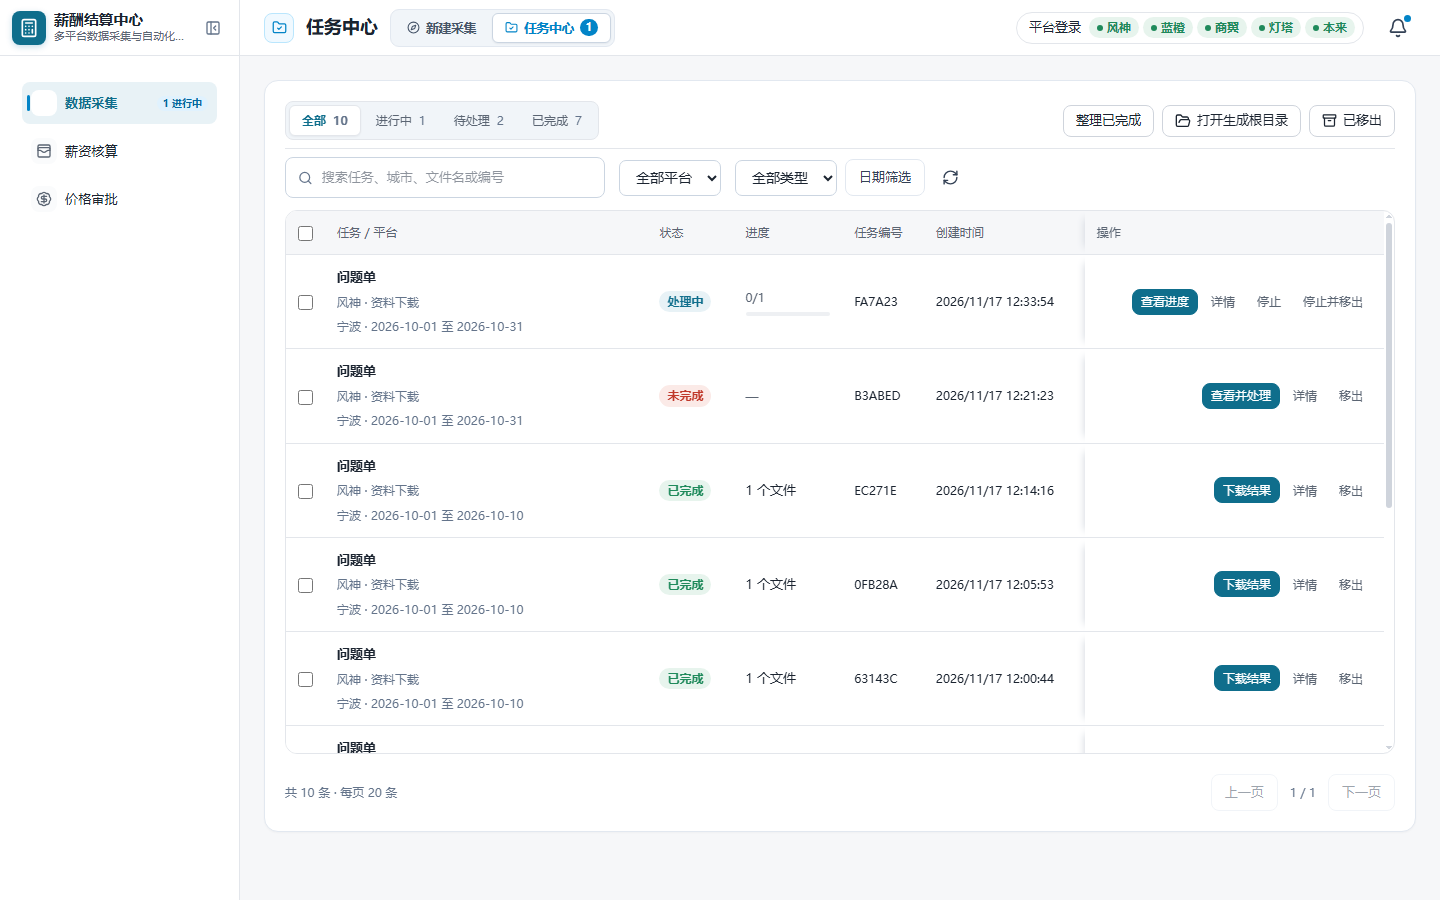 薪酬结算中心
多平台数据采集与自动化...
任务中心
新建采集
任务中心 1
平台登录
风神
蓝橙
商翼
灯塔
本来
数据采集
1 进行中
薪资核算
价格审批
全部 10
进行中 1
待处理 2
已完成 7
整理已完成
打开生成根目录
已移出
搜索任务、城市、文件名或编号
全部平台
全部类型
日期筛选
任务 / 平台 状态 进度 任务编号 创建时间 操作
问题单
风神 · 资料下载
宁波 · 2026-10-01 至 2026-10-31
处理中
0/1
FA7A23
2026/11/17 12:33:54
查看进度 详情 停止 停止并移出
问题单
风神 · 资料下载
宁波 · 2026-10-01 至 2026-10-31
未完成
—
B3ABED
2026/11/17 12:21:23
查看并处理 详情 移出
问题单
风神 · 资料下载
宁波 · 2026-10-01 至 2026-10-10
已完成
1 个文件
EC271E
2026/11/17 12:14:16
下载结果 详情 移出
问题单
风神 · 资料下载
宁波 · 2026-10-01 至 2026-10-10
已完成
1 个文件
0FB28A
2026/11/17 12:05:53
下载结果 详情 移出
问题单
风神 · 资料下载
宁波 · 2026-10-01 至 2026-10-10
已完成
1 个文件
63143C
2026/11/17 12:00:44
下载结果 详情 移出
问题单
共 10 条 · 每页 20 条
上一页
1 / 1
下一页